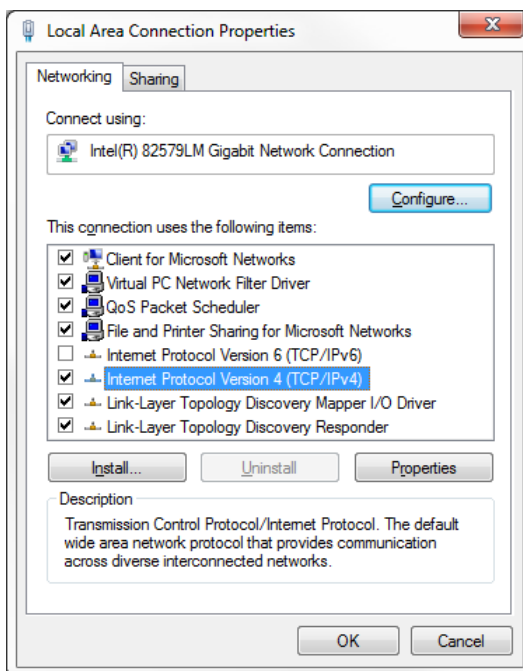 Local Area Connection Properties
Networking
Sharing
Connect using:
Intel(R) 82579LM Gigabit Network Connection
Configure...
This connection uses the following items:
Client for Microsoft Networks
Virtual PC Network Filter Driver
QoS Packet Scheduler
File and Printer Sharing for Microsoft Networks
Internet Protocol Version 6 (TCP/IPv6)
Internet Protocol Version 4 (TCP/IPv4)
Link-Layer Topology Discovery Mapper I/O Driver
Link-Layer Topology Discovery Responder
Install...
Uninstall
Properties
Description
Transmission Control Protocol/Internet Protocol. The default
wide area network protocol that provides communication
across diverse interconnected networks.
OK
Cancel